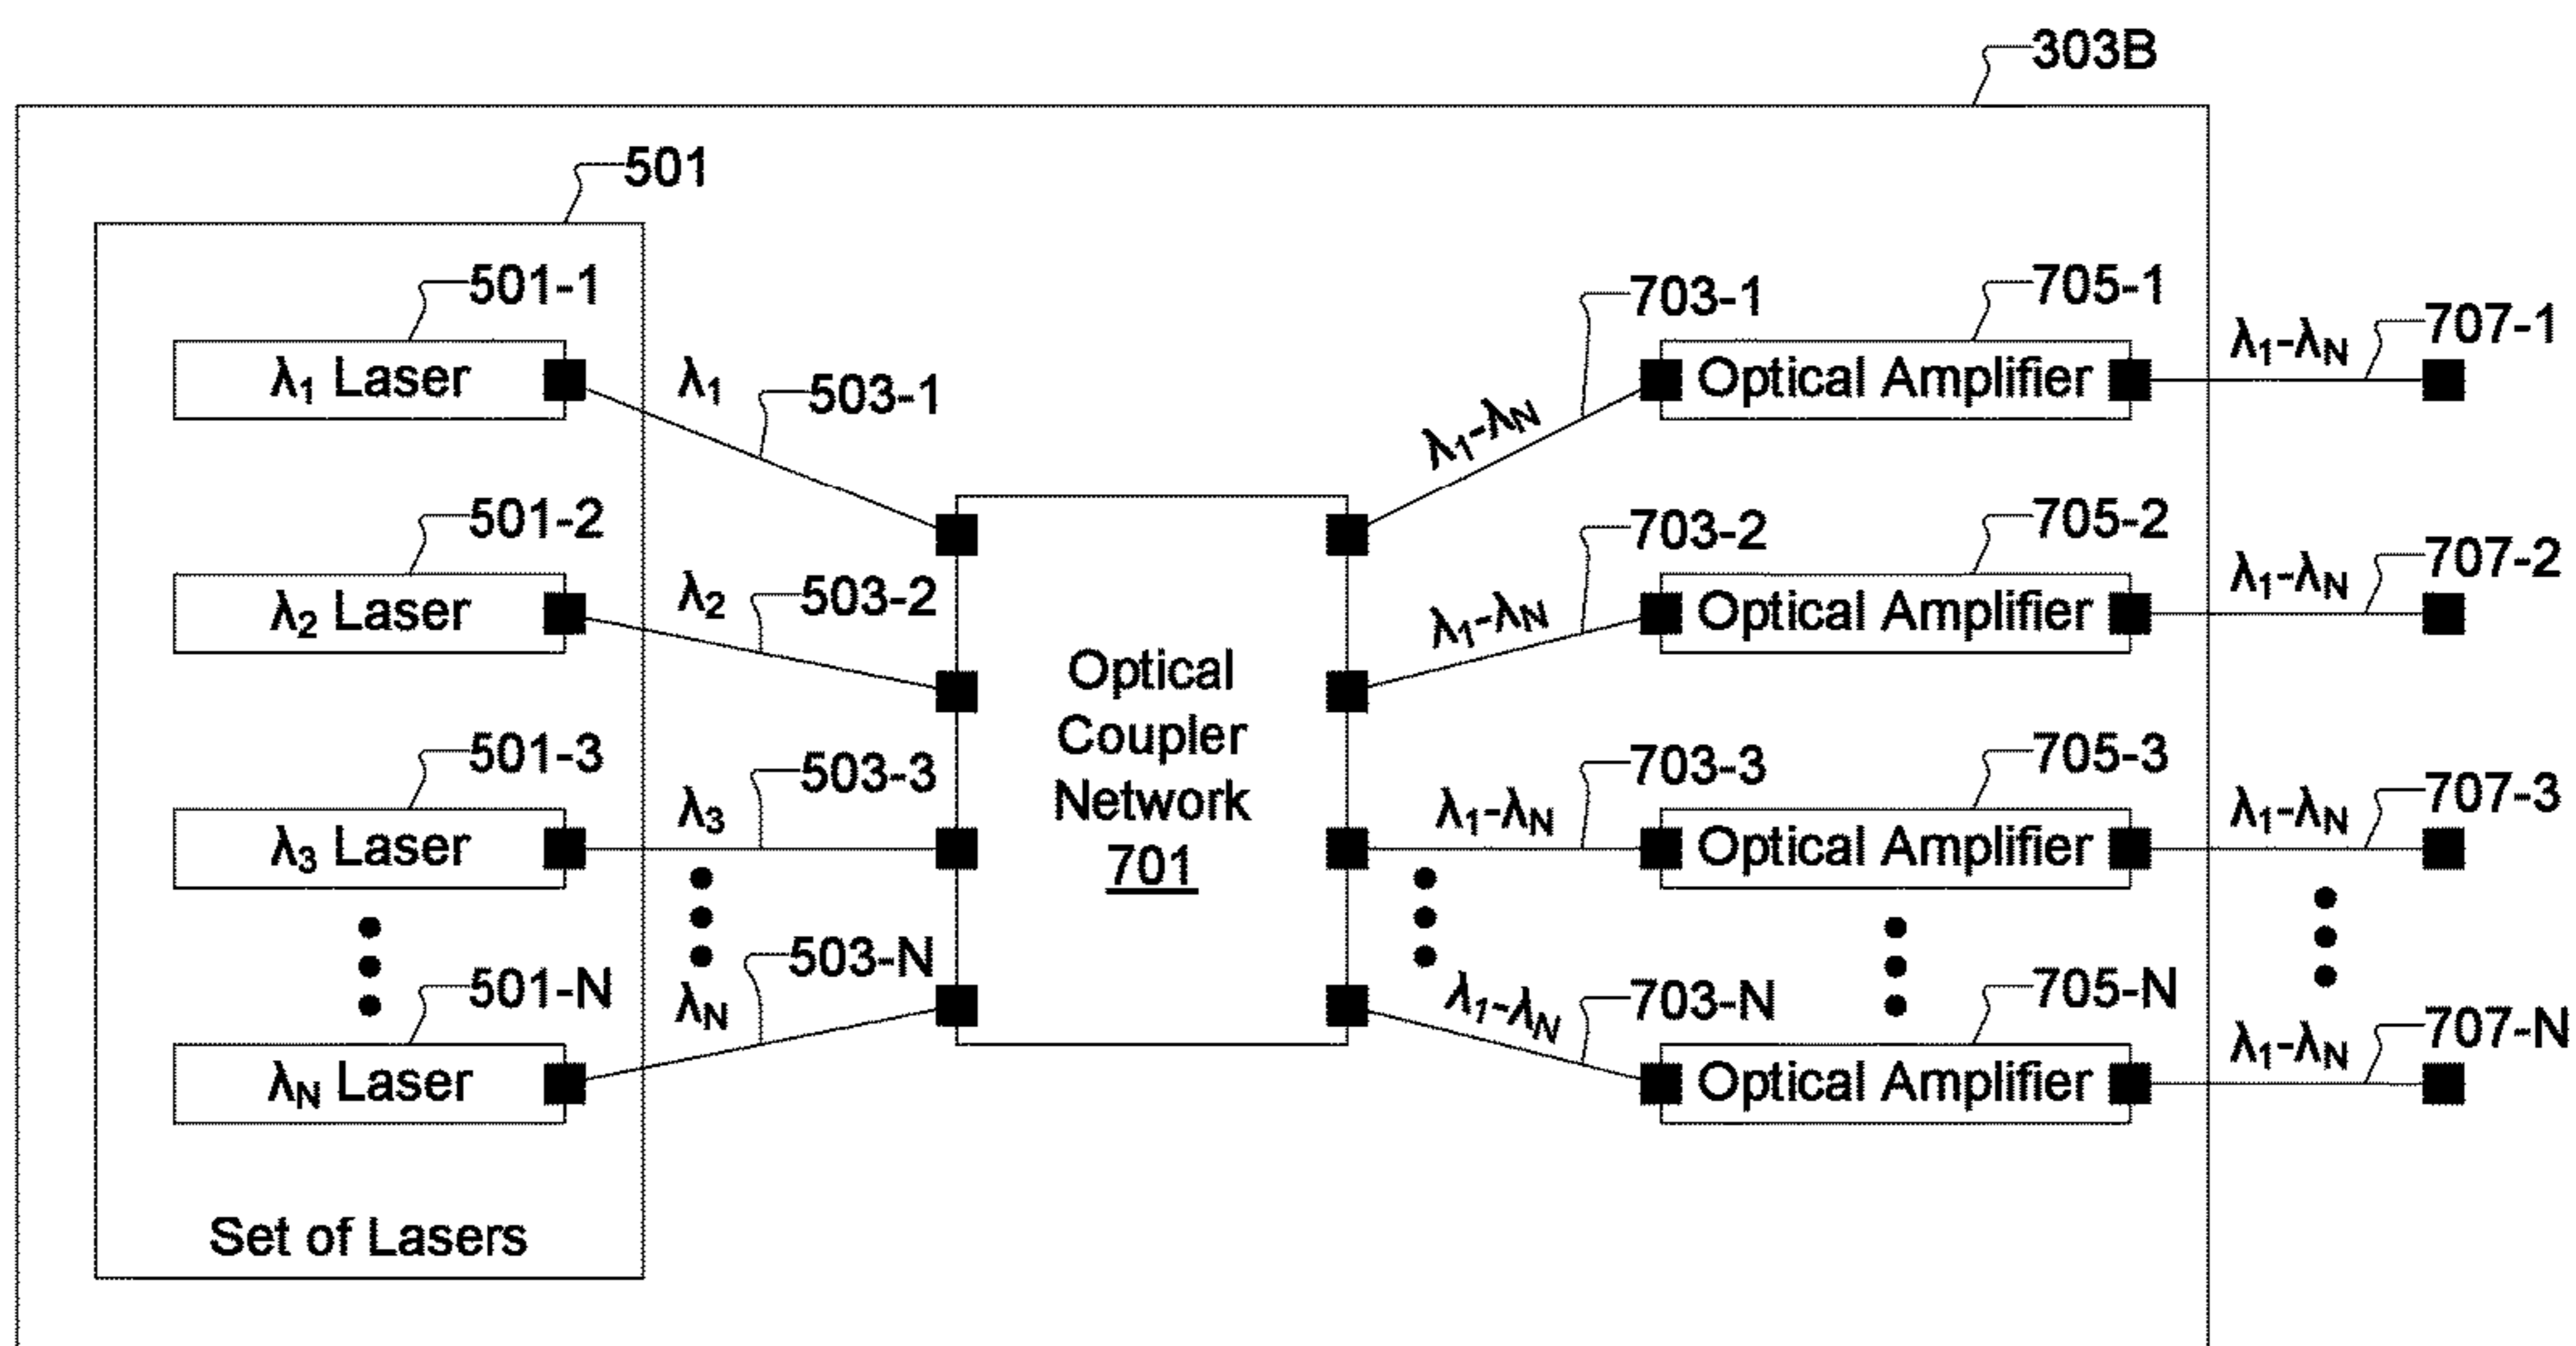 303B
501
501-1
λ1 Laser
λ1
503-1
λ1-λN
703-1
705-1
Optical Amplifier
λ1-λN
707-1
501-2
λ2 Laser
λ2
503-2
λ1-λN
703-2
705-2
Optical Amplifier
λ1-λN
707-2
Optical
Coupler
Network
701
501-3
λ3 Laser
λ3
503-3
λ1-λN
703-3
705-3
Optical Amplifier
λ1-λN
707-3
501-N
λN Laser
λN
503-N
λ1-λN
703-N
705-N
Optical Amplifier
λ1-λN
707-N
Set of Lasers